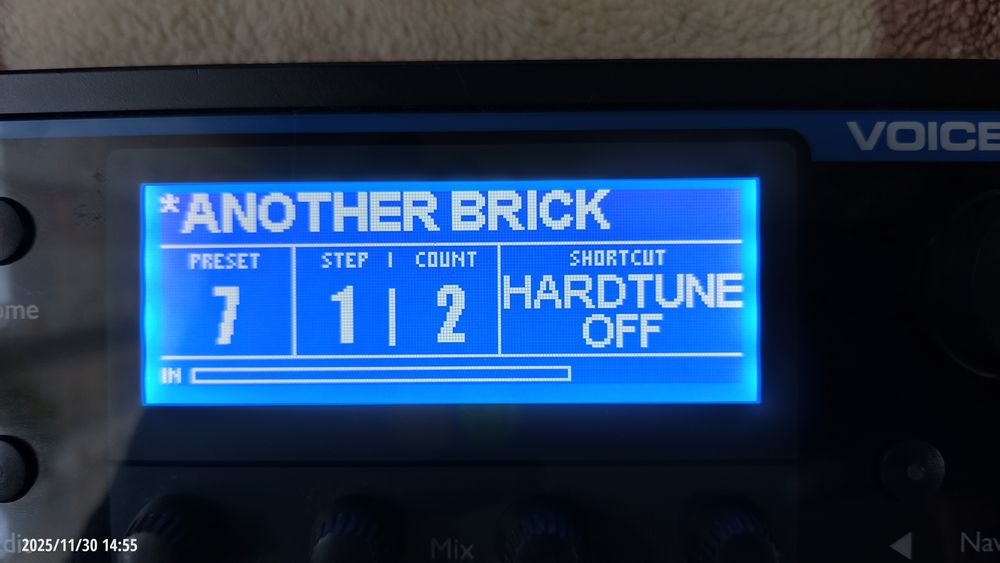 VOICE
*ANOTHER BRICK
PRESET STEP | COUNT SHORTCUT
7 1 | 2 HARDTUNE
OFF
IN
ome
Mix
Nav
2025/11/30 14:55